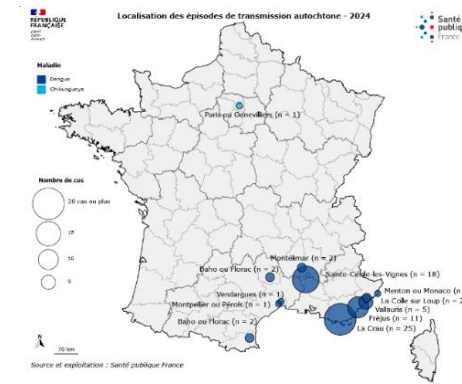 RÉPUBLIQUE
FRANÇAISE
Localisation des épisodes de transmission autochtone - 2024
Santé
publiq
France
Maladie
Dengue
Chikungunya
Paris ou Genevilliers (n = 1)
Nombre de cas
20 cas ou plus
15
10
5
Montélimar (n = 2)
Baho ou Florac (n = 2)
Sainte-Cécile-les-Vignes (n = 18)
Vendargues (n = 1)
Montpellier ou Pérols (n = 1)
Menton ou Monaco (n =
La Colle sur Loup (n = 2
Vallauris (n = 5)
Fréjus (n = 11)
La Crau (n = 25)
Baho ou Florac (n = 2)
N
70 km
Source et exploitation : Santé publique France